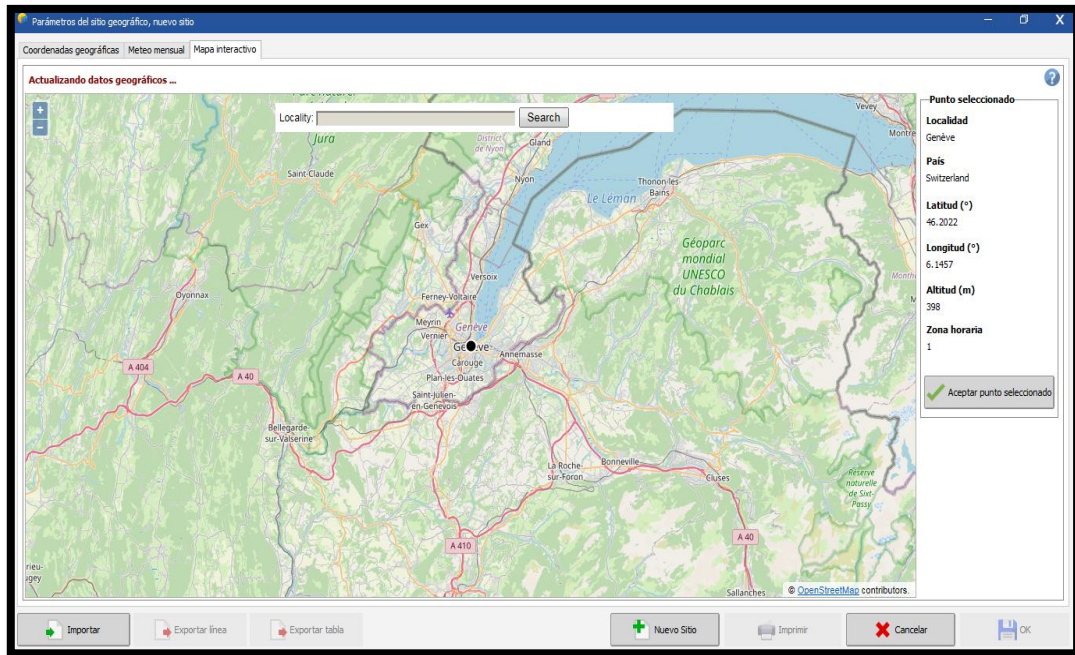 Parámetros del sitio geográfico, nuevo sitio
Coordenadas geográficas Meteo mensual Mapa interactivo
Actualizando datos geográficos ...
Locality: Search
Jura
District de Nyon
Gland
Vevey
Saint-Claude
Nyon
Thonon-les-Bains
Le Léman
Gex
Géoparc
mondial
UNESCO
du Chablais
Versoix
Oyonnax
Ferney-Voltaire
Meyrin
Genève
Vernier
Annemasse
Carouge
Plan-les-Ouates
A 404
A 40
Saint-Julien-
en-Genevois
Bellegarde-
sur-Valserine
La Roche-
sur-Foron
Bonneville
Cluses
Réserve
naturelle
de Sixt-
Passy
A 410
A 40
Sallanches
© OpenStreetMap contributors.
Punto seleccionado
Localidad
Genève
País
Switzerland
Latitud (°)
46.2022
Longitud (°)
6.1457
Altitud (m)
398
Zona horaria
1
Aceptar punto seleccionado
Importar Exportar línea Exportar tabla Nuevo Sitio Imprimir Cancelar OK